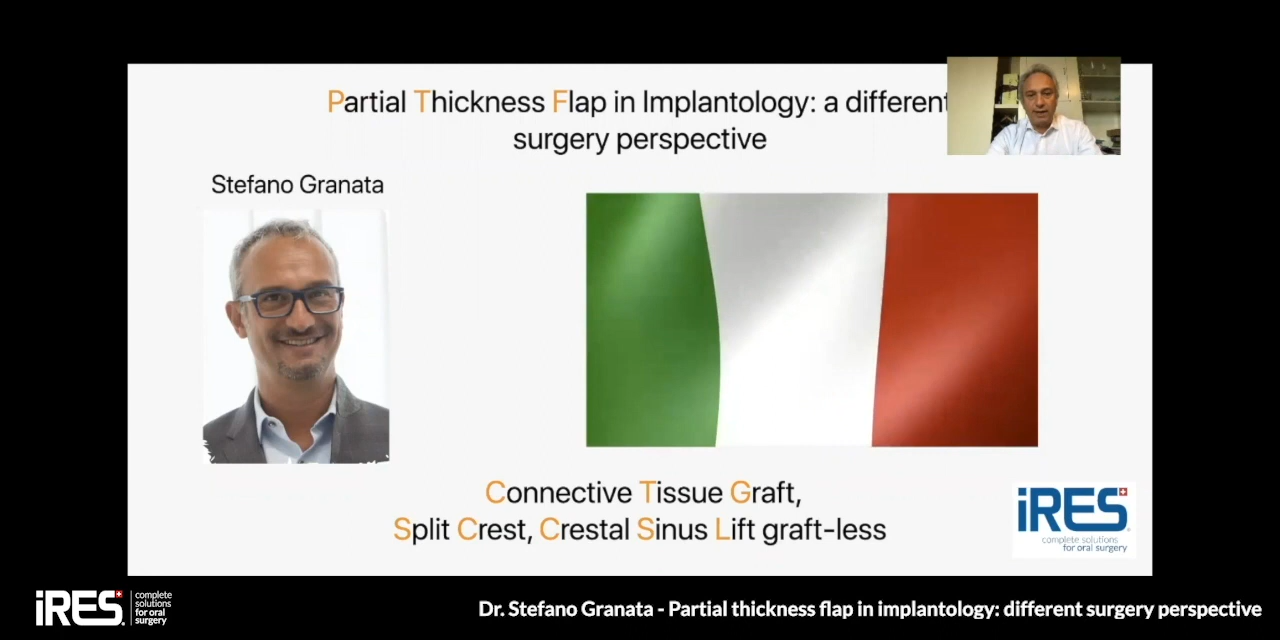 Partial Thickness Flap in Implantology: a different
surgery perspective
Stefano Granata
Connective Tissue Graft,
Split Crest, Crestal Sinus Lift graft-less
iRES
complete solutions
for oral surgery
iRES
complete
solutions
for oral
surgery
Dr. Stefano Granata - Partial thickness flap in implantology: different surgery perspective